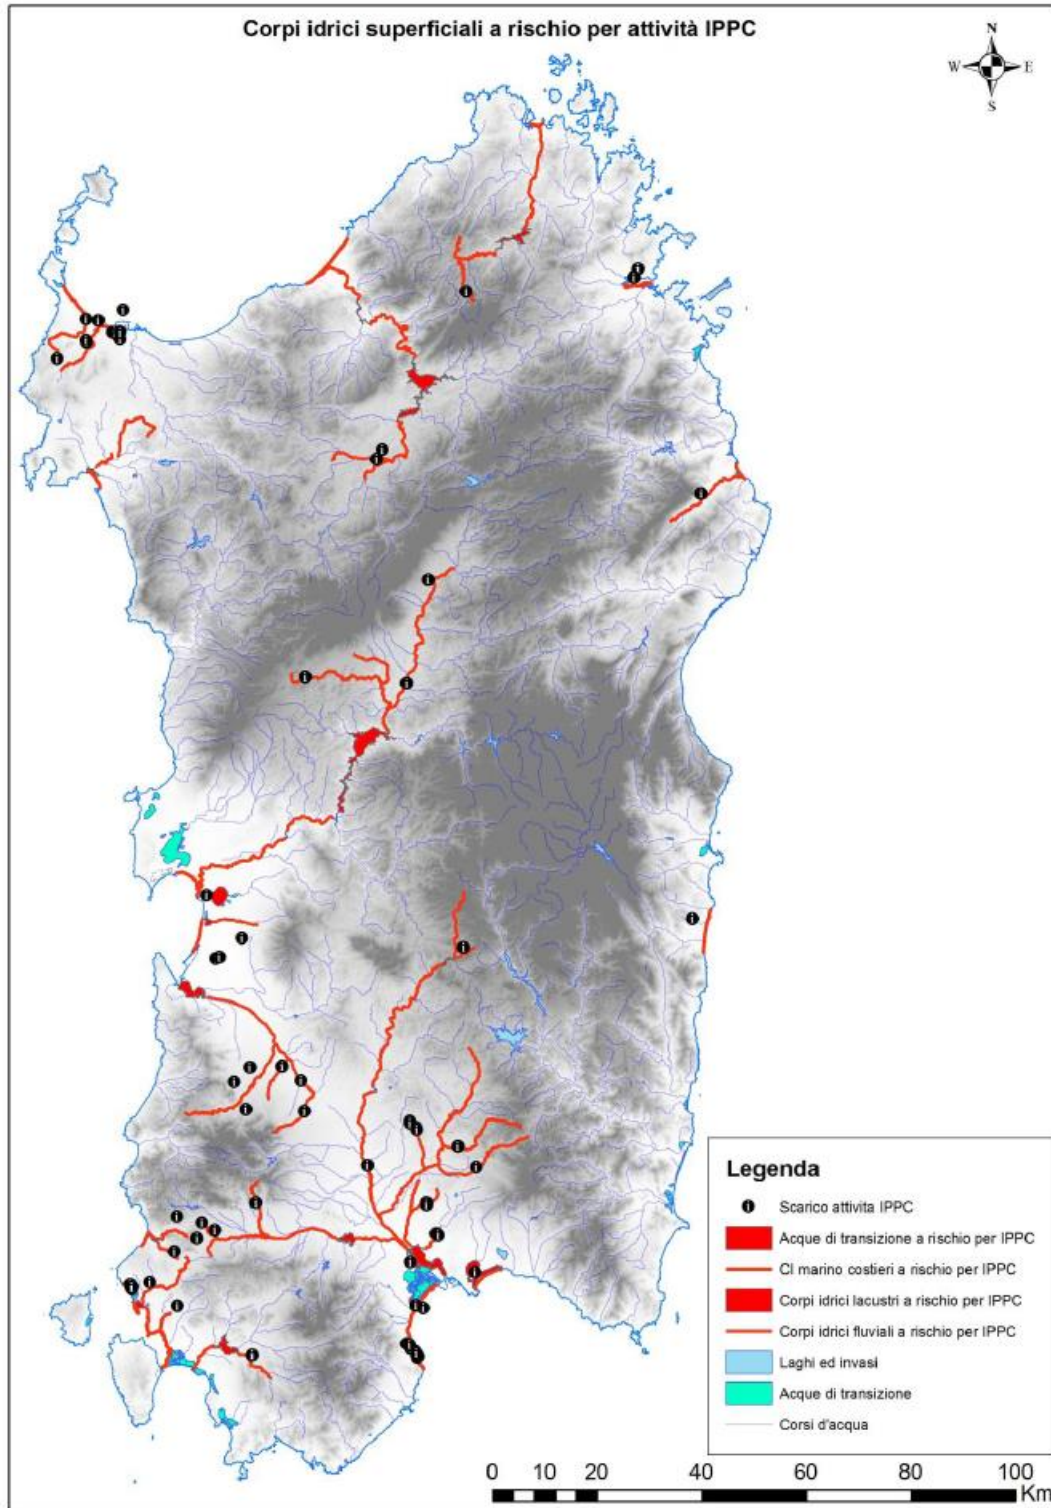 Corpi idrici superficiali a rischio per attività IPPC
N
W E
S
Legenda
Scarico attivita IPPC
Acque di transizione a rischio per IPPC
CI marino costieri a rischio per IPPC
Corpi idrici lacustri a rischio per IPPC
Corpi idrici fluviali a rischio per IPPC
Laghi ed invasi
Acque di transizione
Corsi d'acqua
0 10 20 40 60 80 100
Km